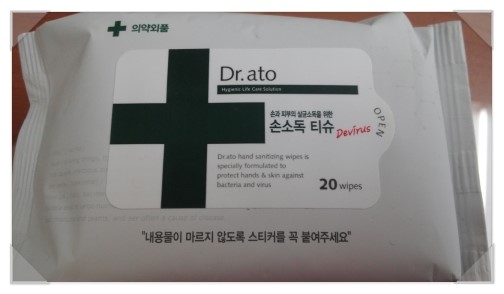 의약외품
Dr.ato
Hygienic Life Care Solution
손과 피부의 살균소독을 위한
손소독 티슈 Devirus
OPEN
Dr.ato hand sanitizing wipes is
specially formulated to
protect hands & skin against
bacteria and virus
20 wipes
"내용물이 마르지 않도록 스티커를 꼭 붙여주세요"